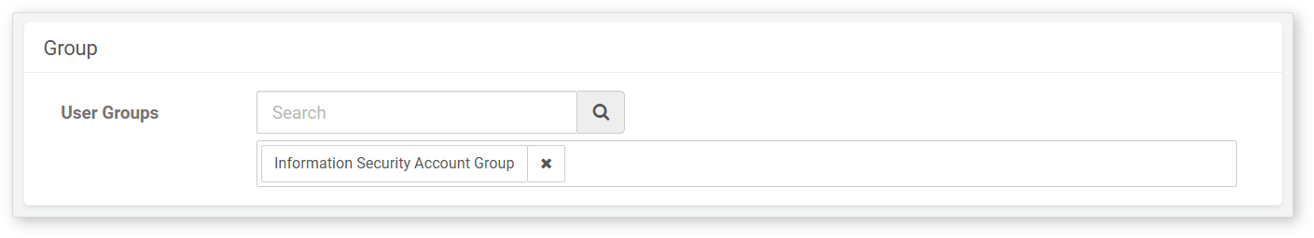 Group
User Groups
Search
Information Security Account Group